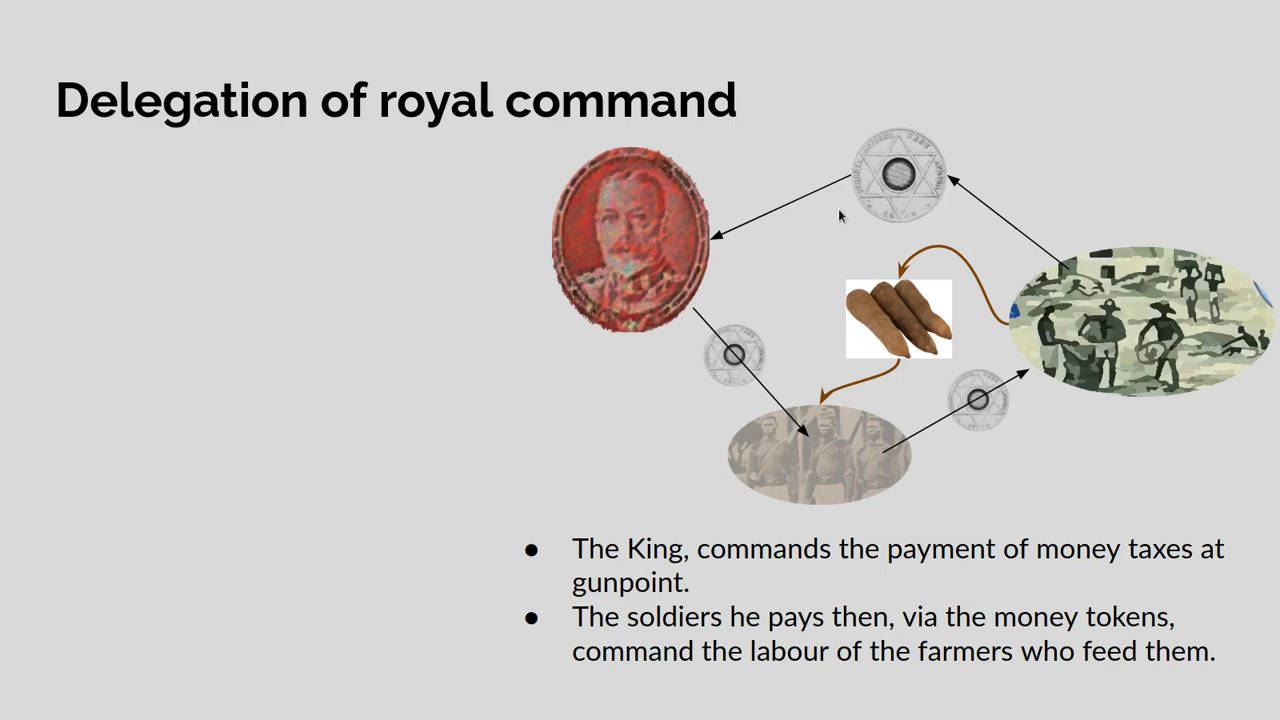 Delegation of royal command
● The King, commands the payment of money taxes at
gunpoint.
● The soldiers he pays then, via the money tokens,
command the labour of the farmers who feed them.